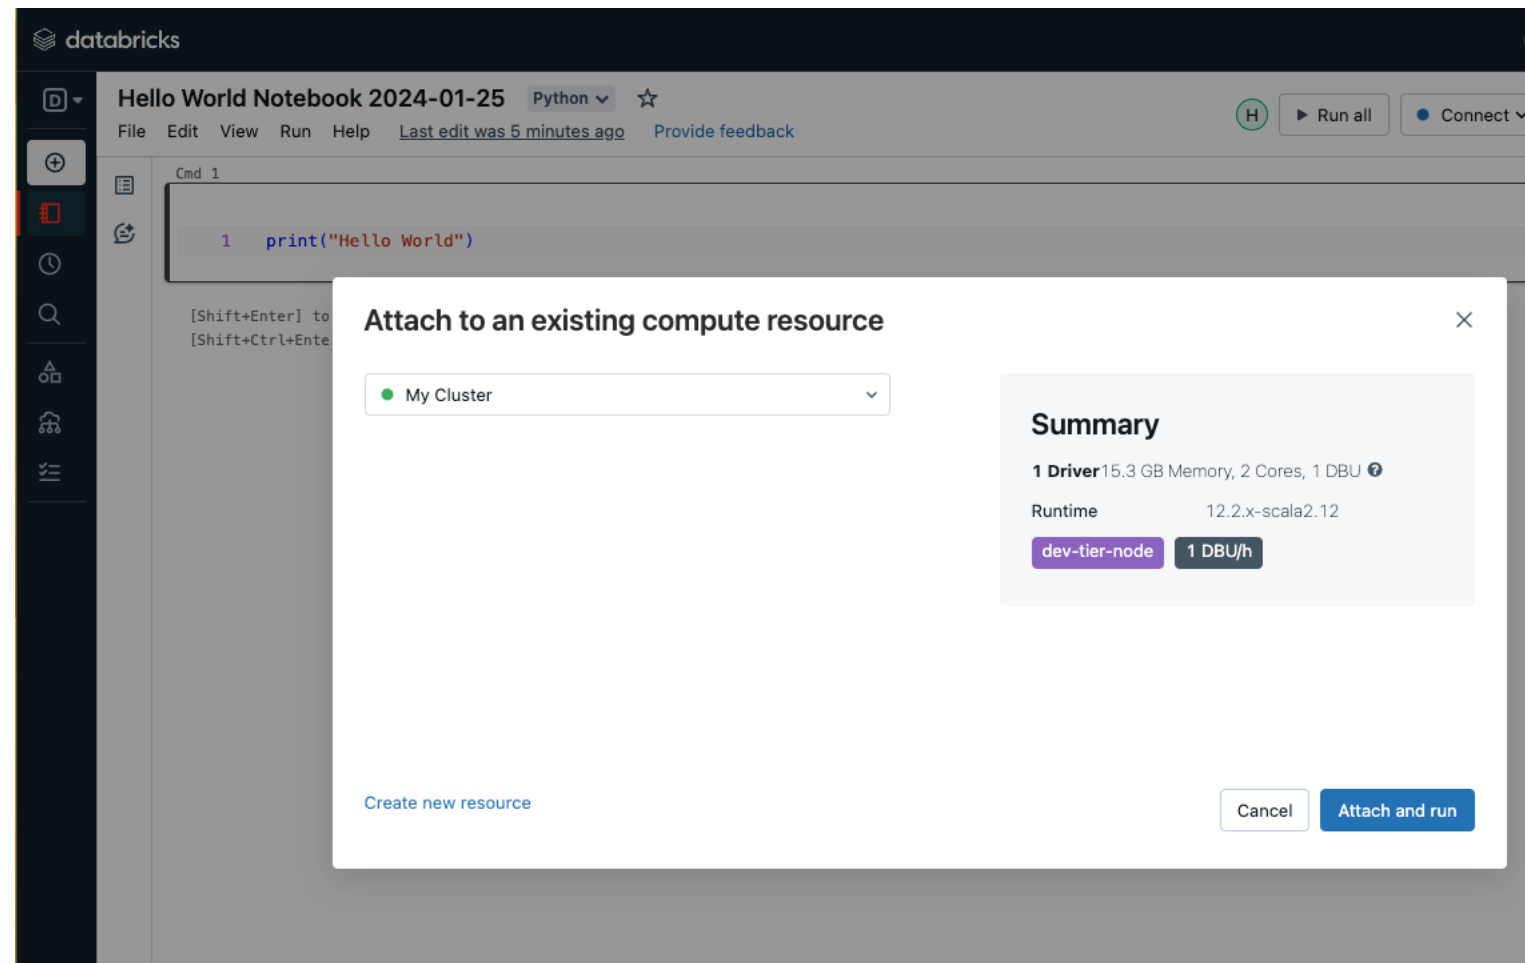 databricks
D
Hello World Notebook 2024-01-25 Python
File Edit View Run Help Last edit was 5 minutes ago Provide feedback
H Run all Connect
Cmd 1
1 print("Hello World")
[Shift+Enter] to
[Shift+Ctrl+Ente
Attach to an existing compute resource
My Cluster
Summary
1 Driver 15.3 GB Memory, 2 Cores, 1 DBU ?
Runtime 12.2.x-scala2.12
dev-tier-node 1 DBU/h
Create new resource
Cancel Attach and run